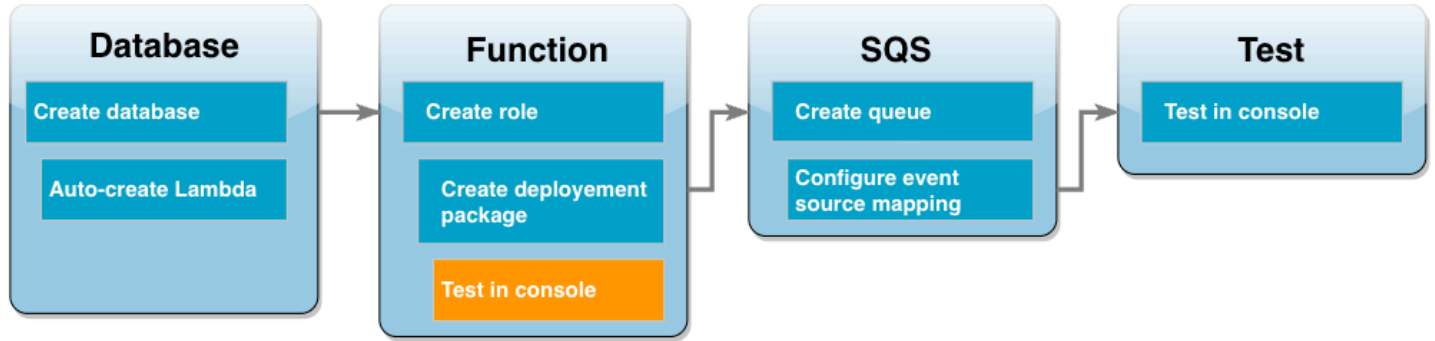 Database
Create database
Auto-create Lambda
Function
Create role
Create deployement
package
Test in console
SQS
Create queue
Configure event
source mapping
Test
Test in console